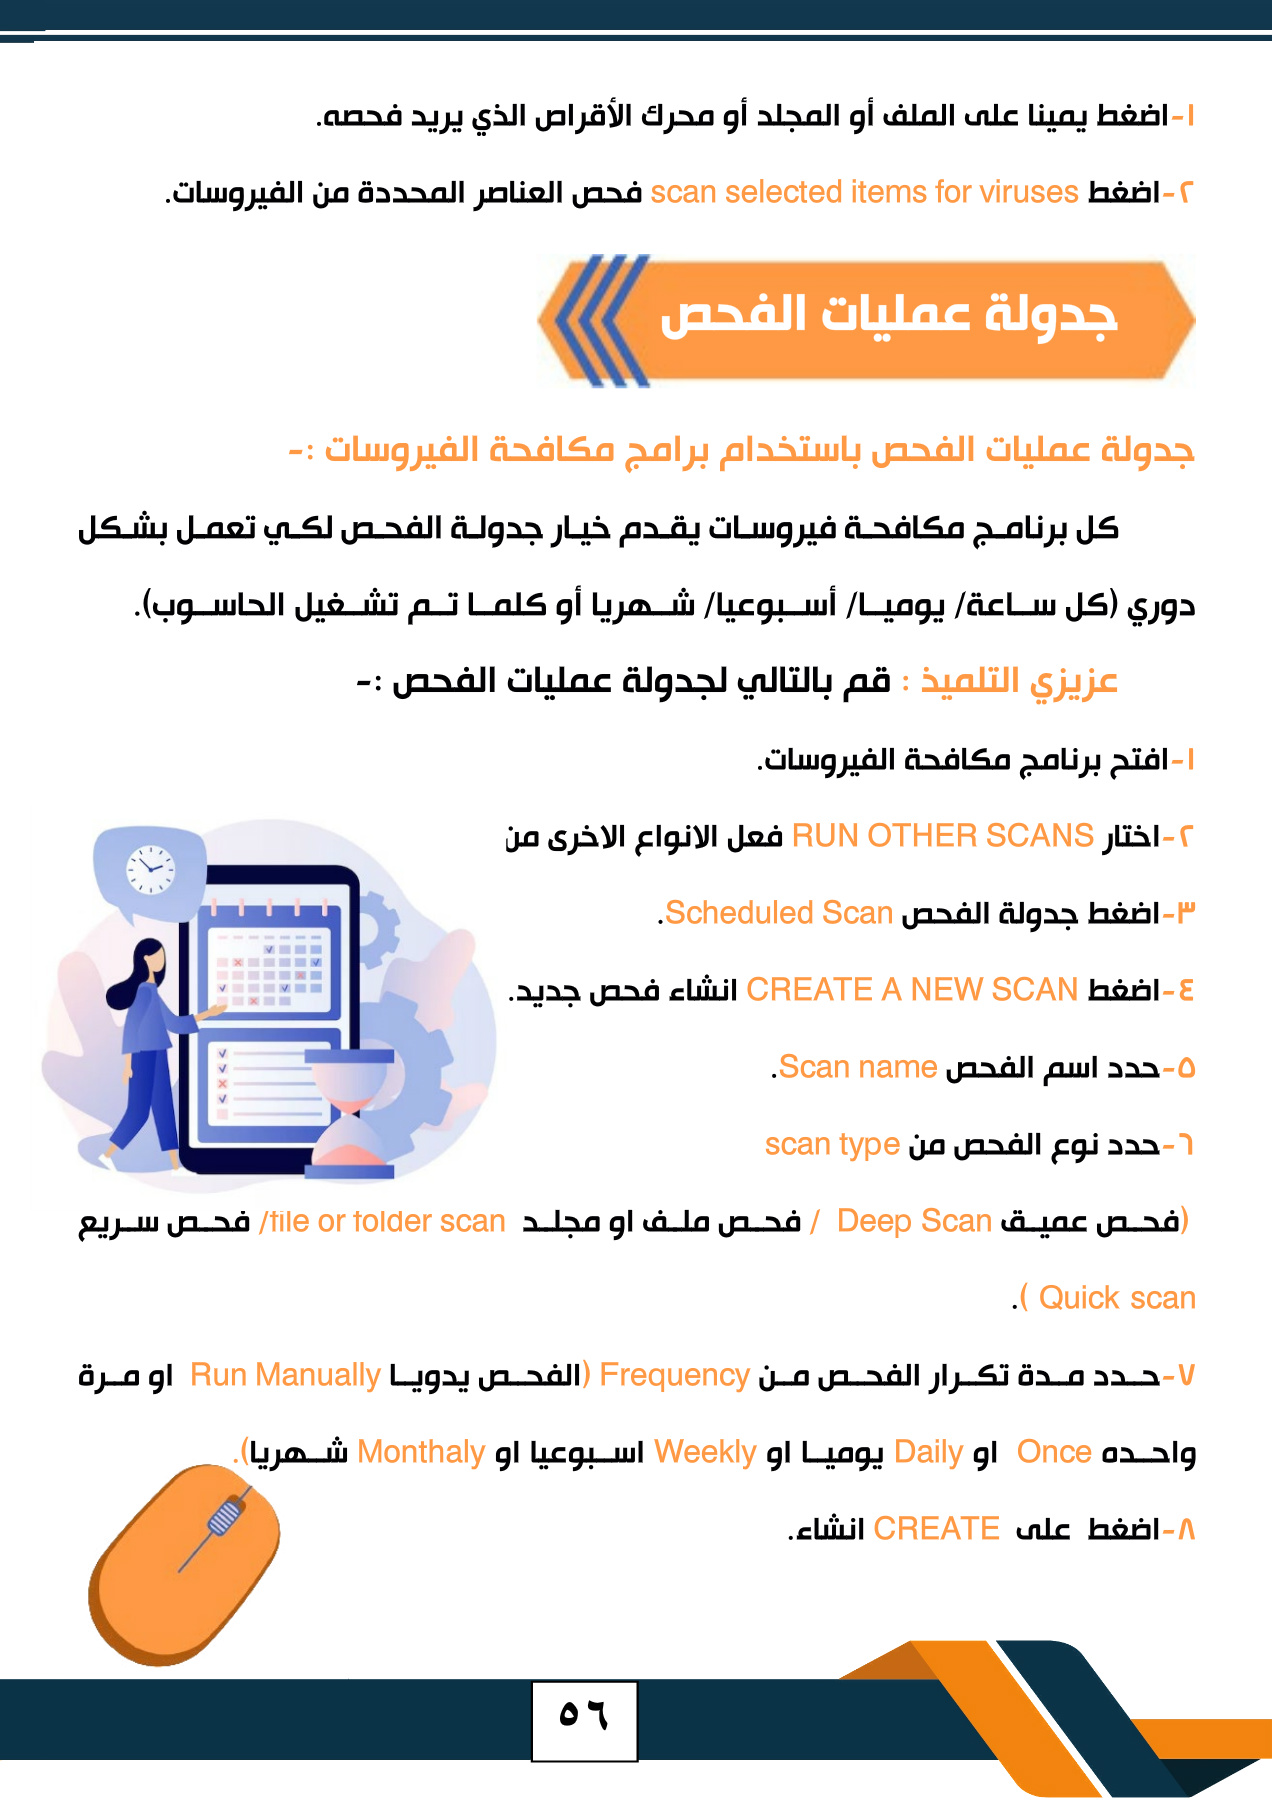 ١-اضغط يمينا على الملف أو المجلد أو محرك الأقراص الذي يريد فحصه.
٢-اضغط scan selected items for viruses فحص العناصر المحددة من الفيروسات.
جدولة عمليات الفحص
جدولة عمليات الفحص باستخدام برامج مكافحة الفيروسات :-
كل برنامج مكافحة فيروسات يقدم خيار جدولة الفحص لكي تعمل بشكل
دوري (كل ساعة/ يوميا/ أسبوعيا/ شهريا أو كلما تم تشغيل الحاسوب).
عزيزي التلميذ : قم بالتالي لجدولة عمليات الفحص :-
١-افتح برنامج مكافحة الفيروسات.
٢-اختار RUN OTHER SCANS فعل الانواع الاخرى من
٣-اضغط جدولة الفحص Scheduled Scan.
٤-اضغط CREATE A NEW SCAN انشاء فحص جديد.
٥-حدد اسم الفحص Scan name.
٦-حدد نوع الفحص من scan type
(فحص عميق Deep Scan / فحص ملف او مجلد file or folder scan/ فحص سريع
Quick scan ).
٧-حدد مدة تكرار الفحص من Frequency (الفحص يدويا Run Manually او مرة
واحده Once او Daily يوميا او Weekly اسبوعيا او Monthaly شهريا).
٨-اضغط على CREATE انشاء.
٥٦